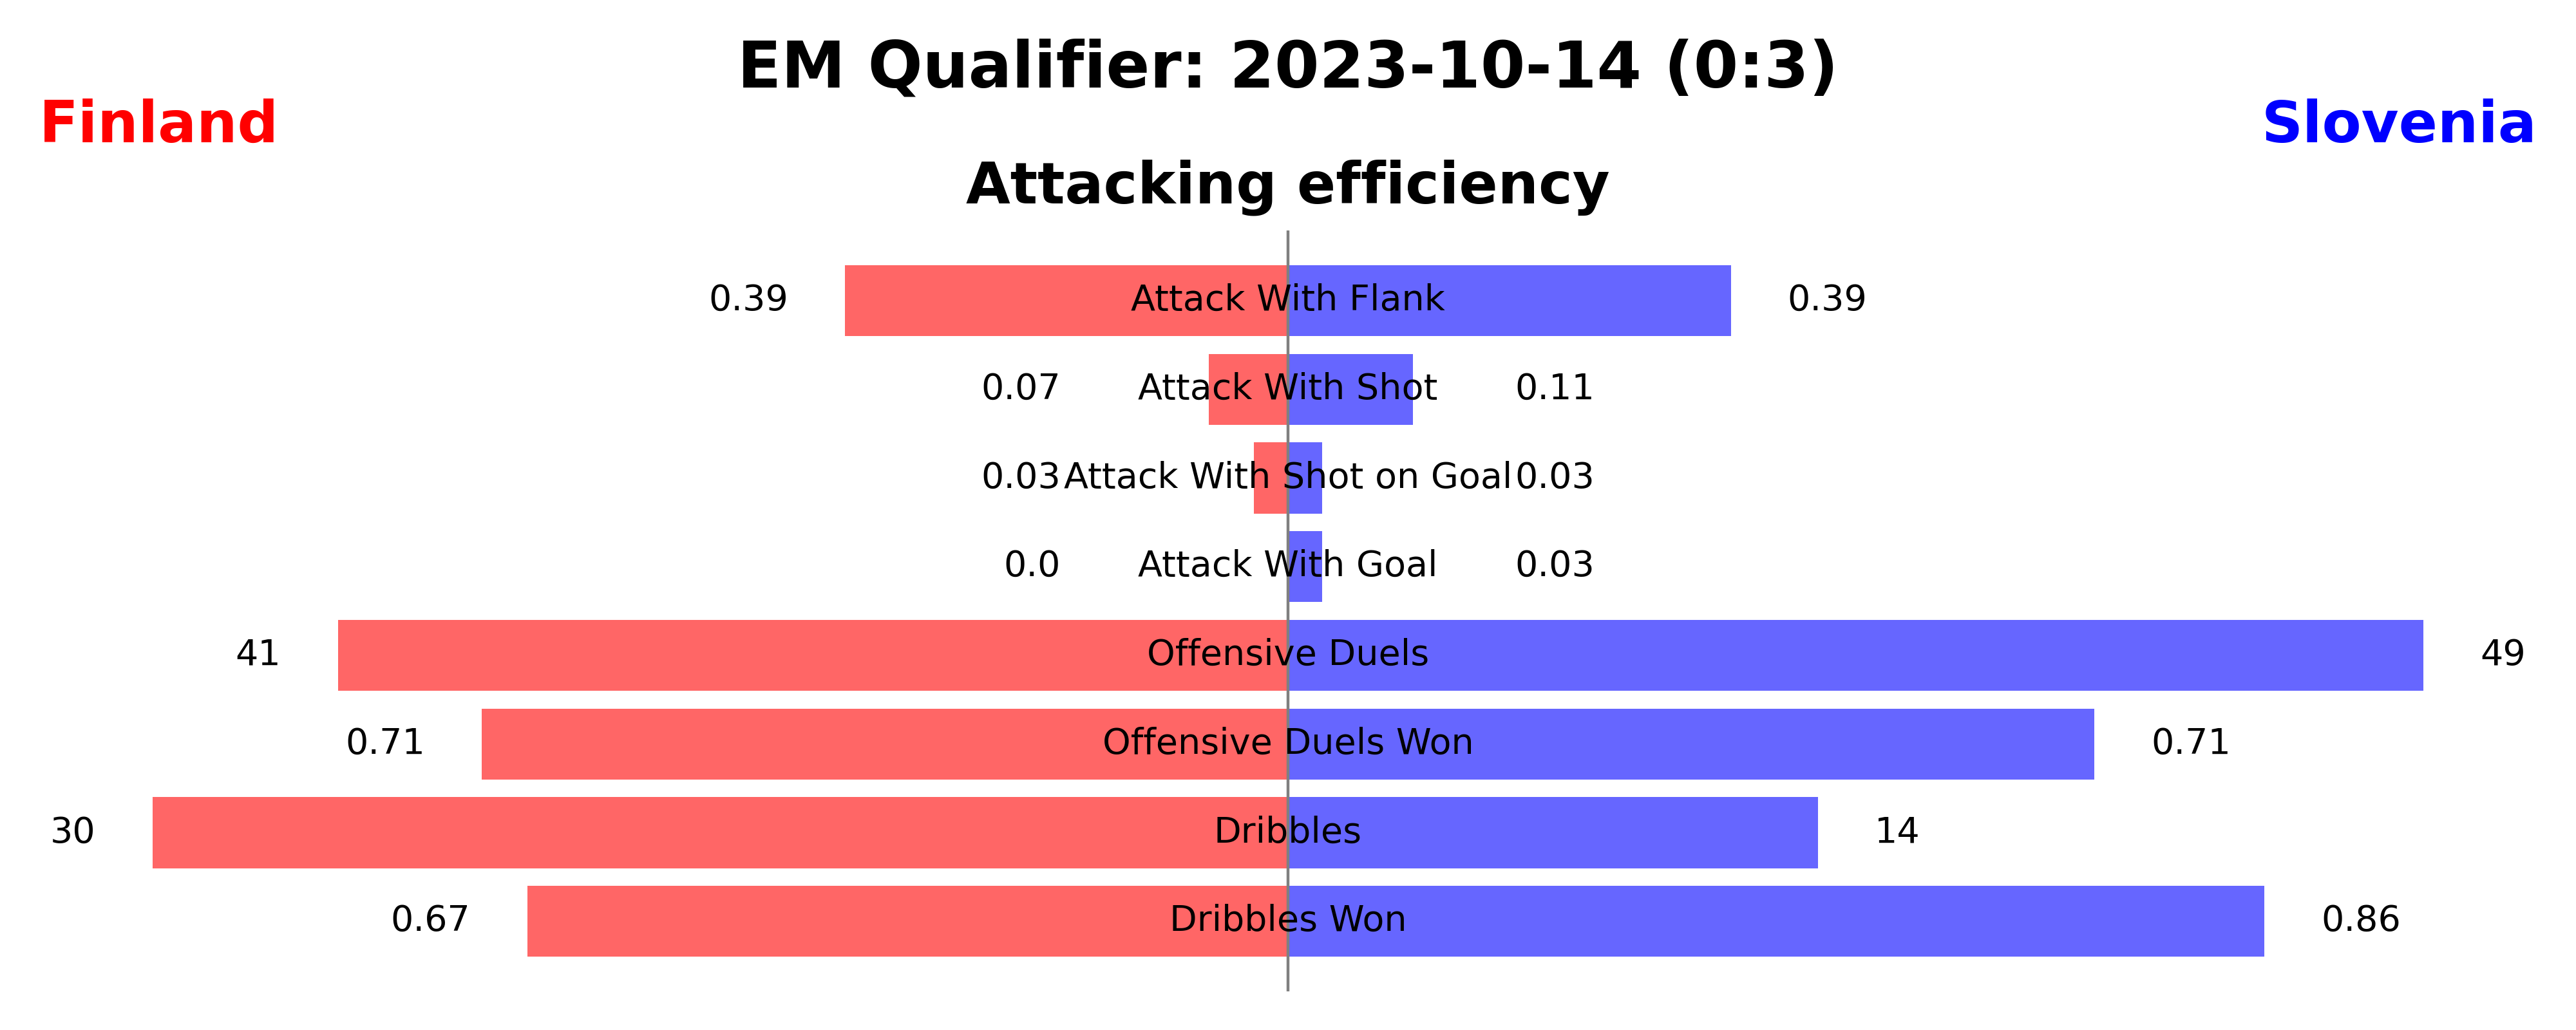 EM Qualifier: 2023-10-14 (0:3)
Finland Slovenia
Attacking efficiency
0.39 Attack With Flank 0.39
0.07 Attack With Shot 0.11
0.03 Attack With Shot on Goal 0.03
0.0 Attack With Goal 0.03
41 Offensive Duels 49
0.71 Offensive Duels Won 0.71
30 Dribbles 14
0.67 Dribbles Won 0.86